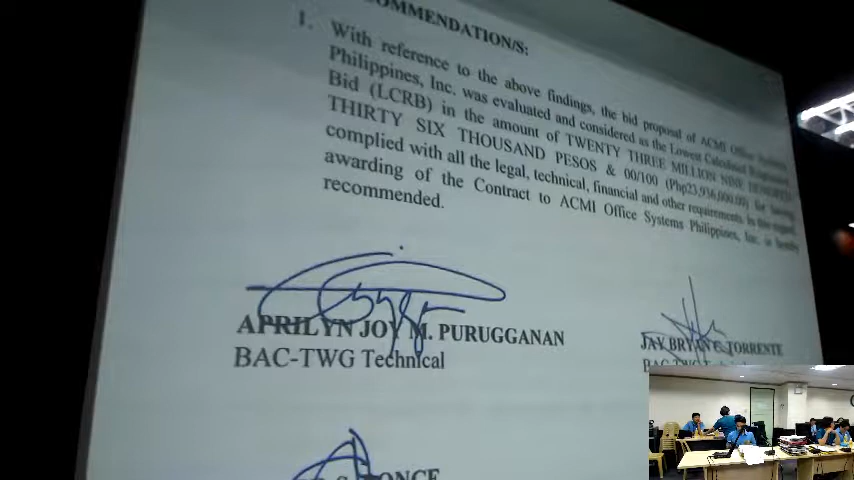 COMMENDATION/S:
1. With reference to the above findings, the bid proposal of ACMI Office
Philippines, Inc. was evaluated and considered as the Lowest Calculated
Bid (LCRB) in the amount of TWENTY THREE MILLION NINE HUNDRED
THIRTY SIX THOUSAND PESOS & 00/100 (Php23,936,000.00) for having
complied with all the legal, technical, financial and other requirements in this regard,
awarding of the Contract to ACMI Office Systems Philippines, Inc. is hereby
recommended.
APRILYN JOY M. PURUGGANAN
JAY BRYAN TORRENTE
BAC-TWG Technical
BAC-TWG
PONCE